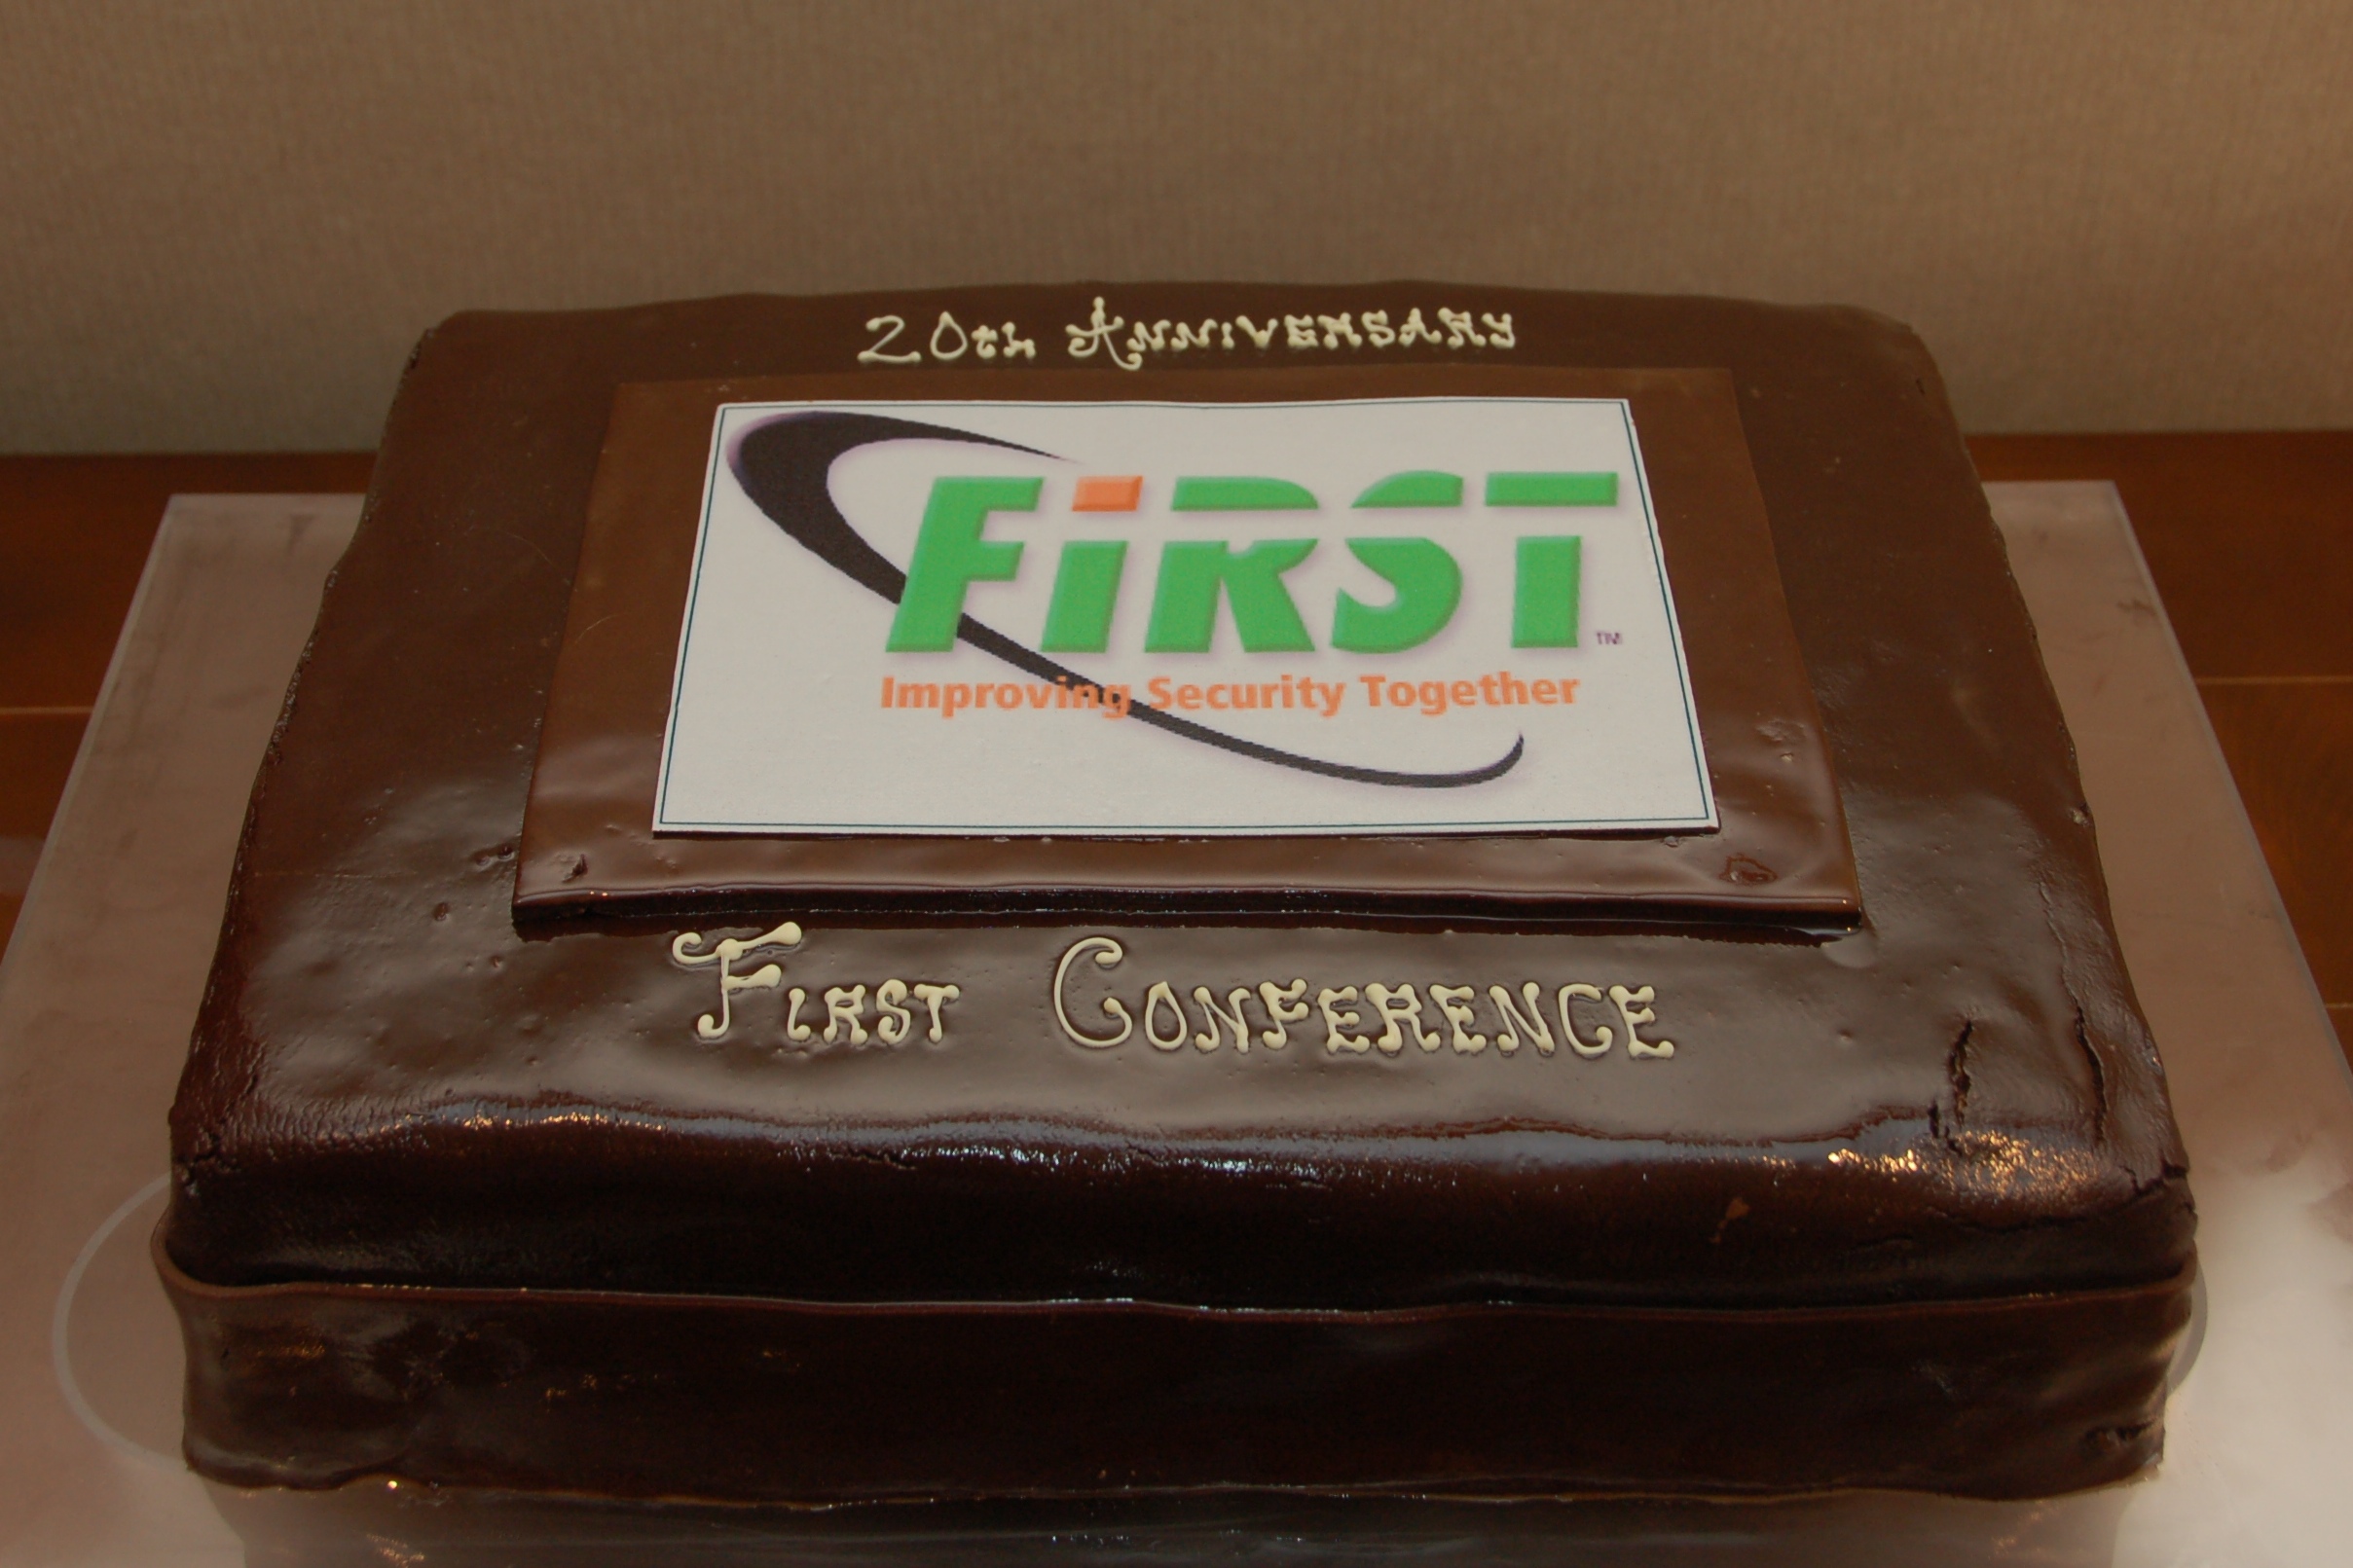 20th Anniversary
FiRST
TM
Improving Security Together
First Conference